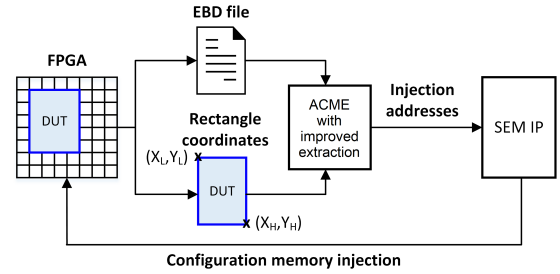 EBD file
FPGA
DUT
Rectangle
coordinates
(XL,YL)
DUT
(XH,YH)
ACME
with
improved
extraction
Injection
addresses
SEM IP
Configuration memory injection